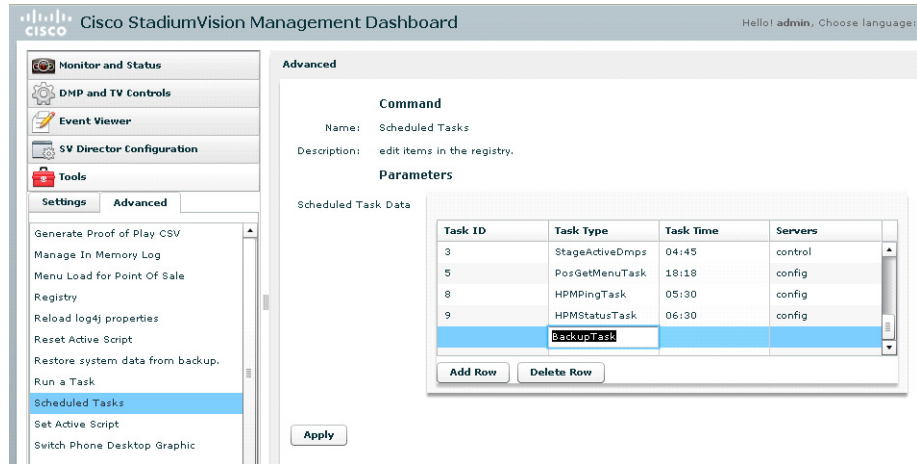 CISCO
Cisco StadiumVision Management Dashboard
Hello! admin, Choose language:
Monitor and Status
DMP and TV Controls
Event Viewer
SV Director Configuration
Tools
Settings Advanced
Generate Proof of Play CSV
Manage In Memory Log
Menu Load for Point Of Sale
Registry
Reload log4j properties
Reset Active Script
Restore system data from backup.
Run a Task
Scheduled Tasks
Set Active Script
Switch Phone Desktop Graphic
Advanced
Command
Name: Scheduled Tasks
Description: edit items in the registry.
Parameters
Scheduled Task Data
Task ID Task Type Task Time Servers
3 StageActiveDmps 04:45 control
5 PosGetMenuTask 18:18 config
8 HPMPingTask 05:30 config
9 HPMStatusTask 06:30 config
BackupTask
Add Row Delete Row
Apply